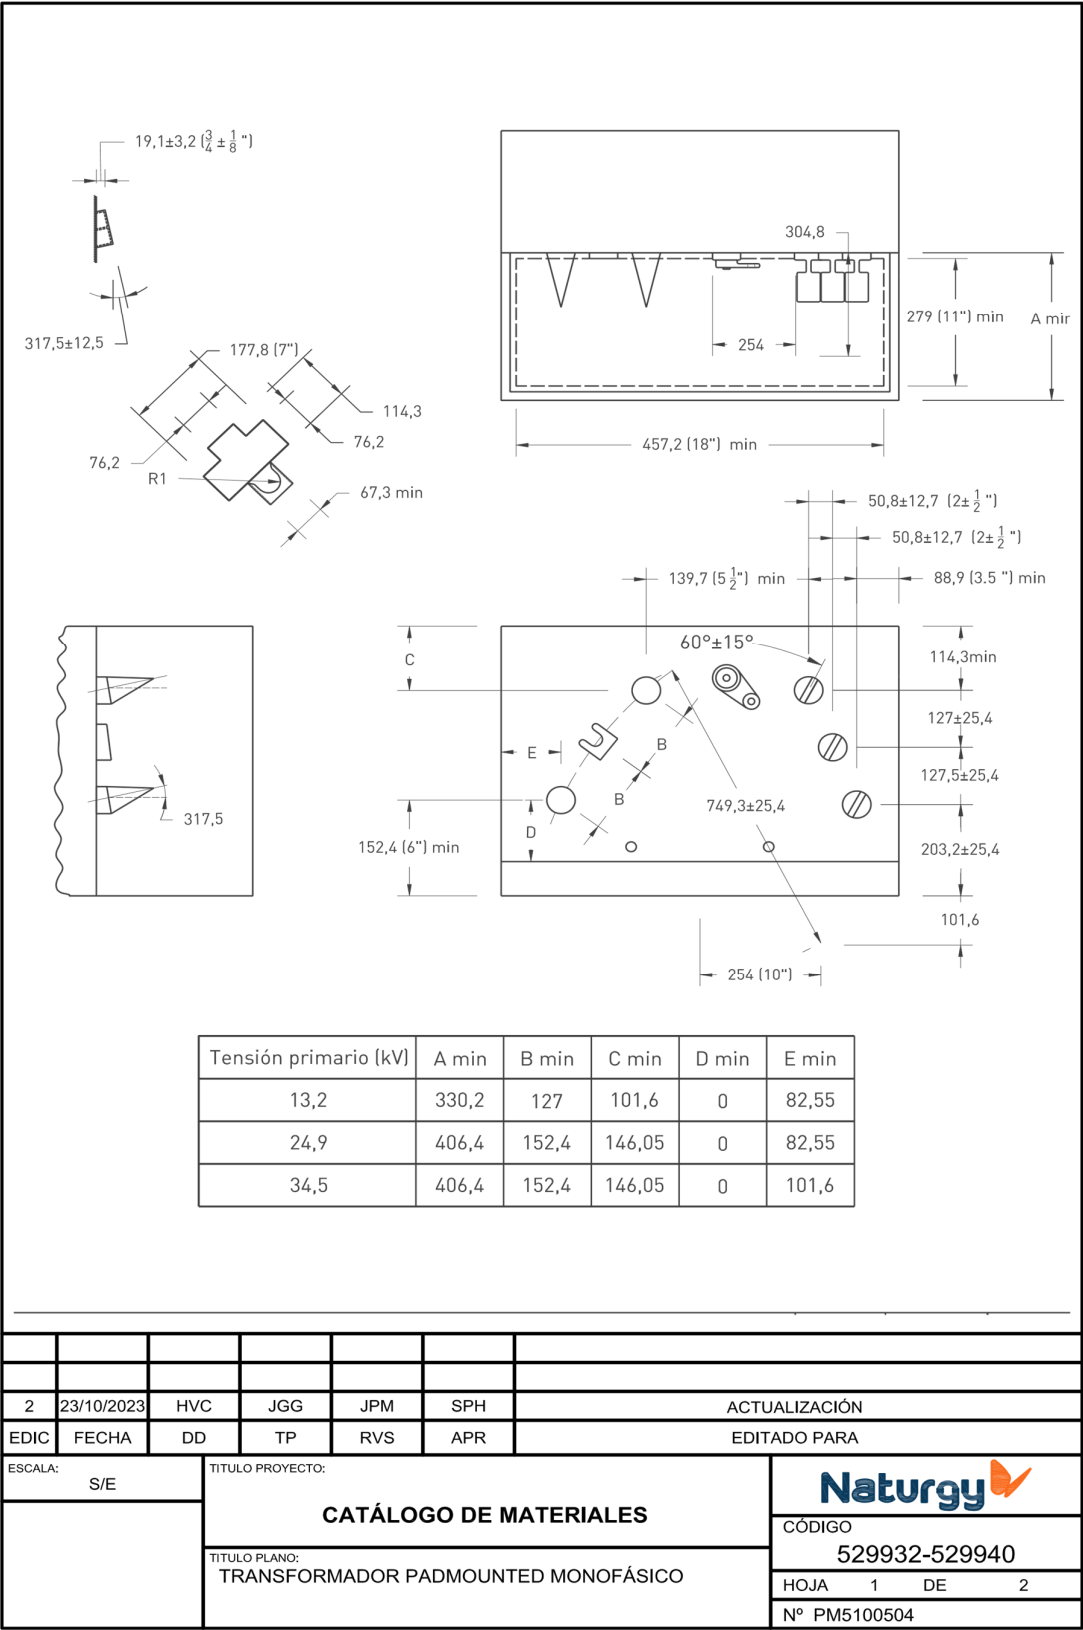 19,1±3,2 (3/4 ± 1/8 ")
304,8
317,5±12,5
177,8 (7")
279 (11") min
A mir
254
114,3
76,2
457,2 (18") min
76,2
R1
67,3 min
50,8±12,7 (2± 1/2 ")
50,8±12,7 (2± 1/2 ")
139,7 (5 1/2") min
88,9 (3.5 ") min
60°±15°
C
114,3min
127±25,4
E
B
127,5±25,4
B
749,3±25,4
317,5
D
152,4 (6") min
203,2±25,4
101,6
254 (10")
Tensión primario (kV) A min B min C min D min E min
13,2 330,2 127 101,6 0 82,55
24,9 406,4 152,4 146,05 0 82,55
34,5 406,4 152,4 146,05 0 101,6
2 23/10/2023 HVC JGG JPM SPH ACTUALIZACIÓN
EDIC FECHA DD TP RVS APR EDITADO PARA
ESCALA:
S/E
TITULO PROYECTO:
CATÁLOGO DE MATERIALES
TITULO PLANO:
TRANSFORMADOR PADMOUNTED MONOFÁSICO
Naturgy
CÓDIGO
529932-529940
HOJA 1 DE 2
Nº PM5100504